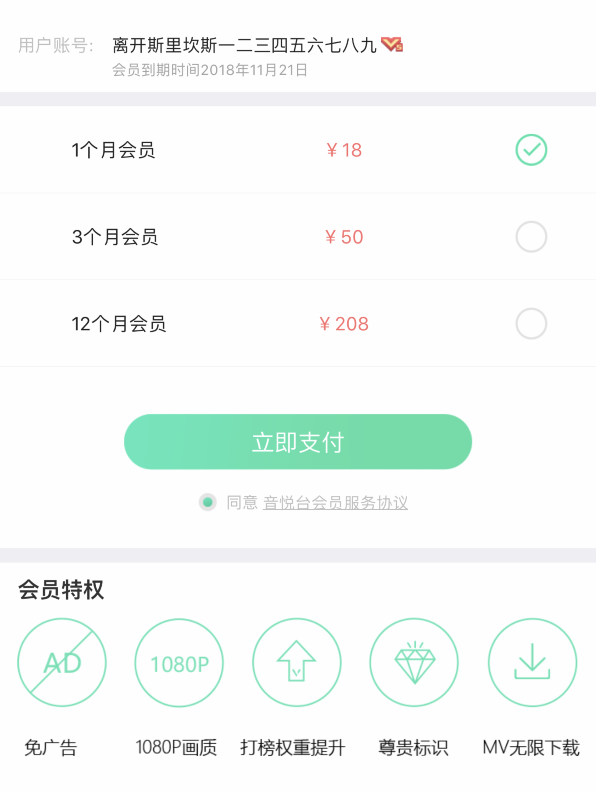 用户账号: 离开斯里坎斯一二三四五六七八九
会员到期时间2018年11月21日
1个月会员 ¥18
3个月会员 ¥50
12个月会员 ¥208
立即支付
同意 音悦台会员服务协议
会员特权
AD 1080P
免广告 1080P画质 打榜权重提升 尊贵标识 MV无限下载